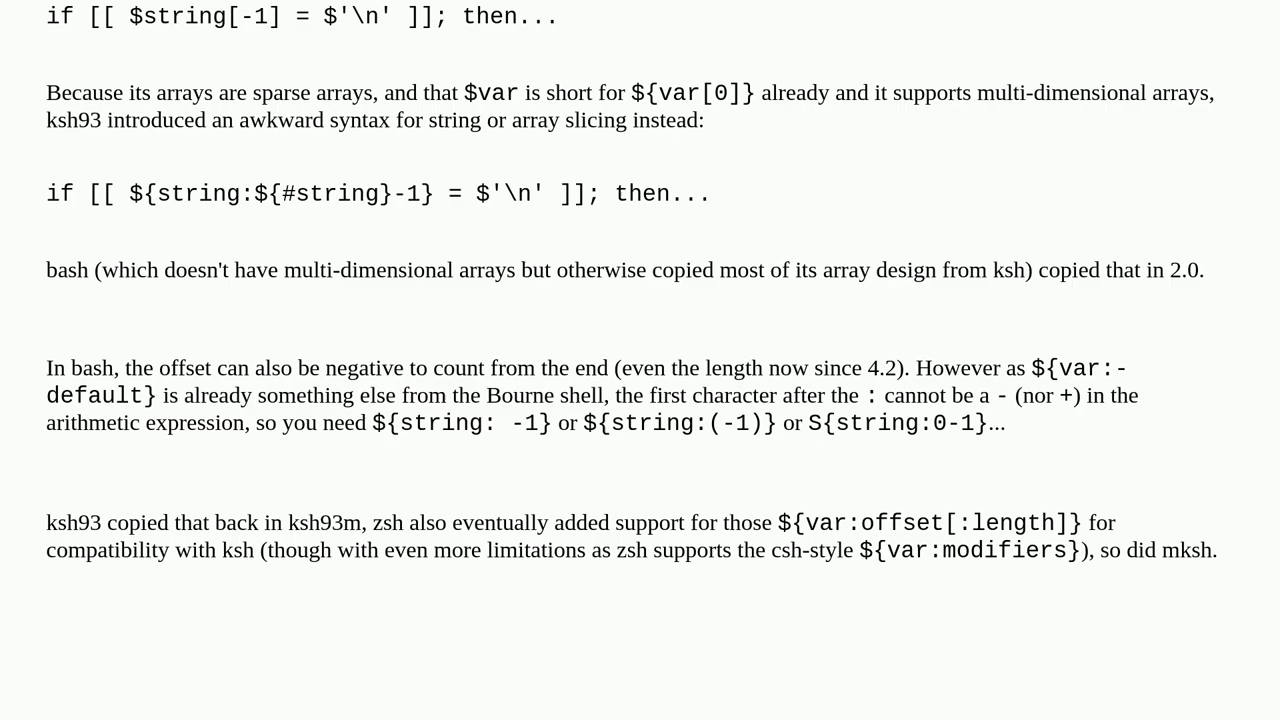 if [[ $string[-1] = $'\n' ]]; then...
Because its arrays are sparse arrays, and that $var is short for ${var[0]} already and it supports multi-dimensional arrays,
ksh93 introduced an awkward syntax for string or array slicing instead:
if [[ ${string:${#string}-1} = $'\n' ]]; then...
bash (which doesn't have multi-dimensional arrays but otherwise copied most of its array design from ksh) copied that in 2.0.
In bash, the offset can also be negative to count from the end (even the length now since 4.2). However as ${var:-
default} is already something else from the Bourne shell, the first character after the : cannot be a - (nor +) in the
arithmetic expression, so you need ${string: -1} or ${string:(-1)} or S{string:0-1}...
ksh93 copied that back in ksh93m, zsh also eventually added support for those ${var:offset[:length]} for
compatibility with ksh (though with even more limitations as zsh supports the csh-style ${var:modifiers}), so did mksh.